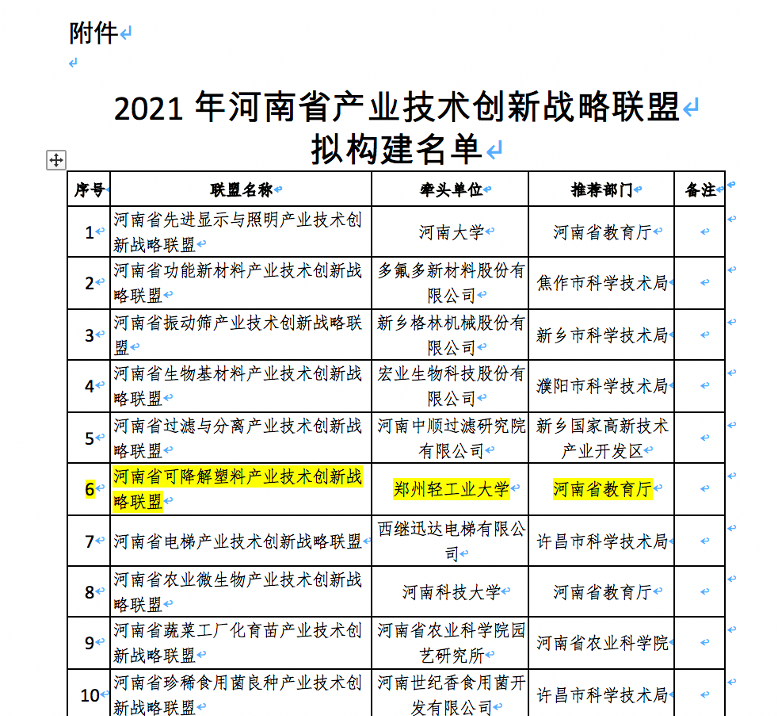 附件
2021 年河南省产业技术创新战略联盟
拟构建名单
序号 联盟名称 牵头单位 推荐部门 备注
1 河南省先进显示与照明产业技术创新战略联盟 河南大学 河南省教育厅
2 河南省功能新材料产业技术创新战略联盟 多氟多新材料股份有限公司 焦作市科学技术局
3 河南省振动筛产业技术创新战略联盟 新乡格林机械股份有限公司 新乡市科学技术局
4 河南省生物基材料产业技术创新战略联盟 宏业生物科技股份有限公司 濮阳市科学技术局
5 河南省过滤与分离产业技术创新战略联盟 河南中顺过滤研究院有限公司 新乡国家高新技术产业开发区
6 河南省可降解塑料产业技术创新战略联盟 郑州轻工业大学 河南省教育厅
7 河南省电梯产业技术创新战略联盟 西继迅达电梯有限公司 许昌市科学技术局
8 河南省农业微生物产业技术创新战略联盟 河南科技大学 河南省教育厅
9 河南省蔬菜工厂化育苗产业技术创新战略联盟 河南省农业科学院园艺研究所 河南省农业科学院
10 河南省珍稀食用菌良种产业技术创新战略联盟 河南世纪香食用菌开发有限公司 许昌市科学技术局